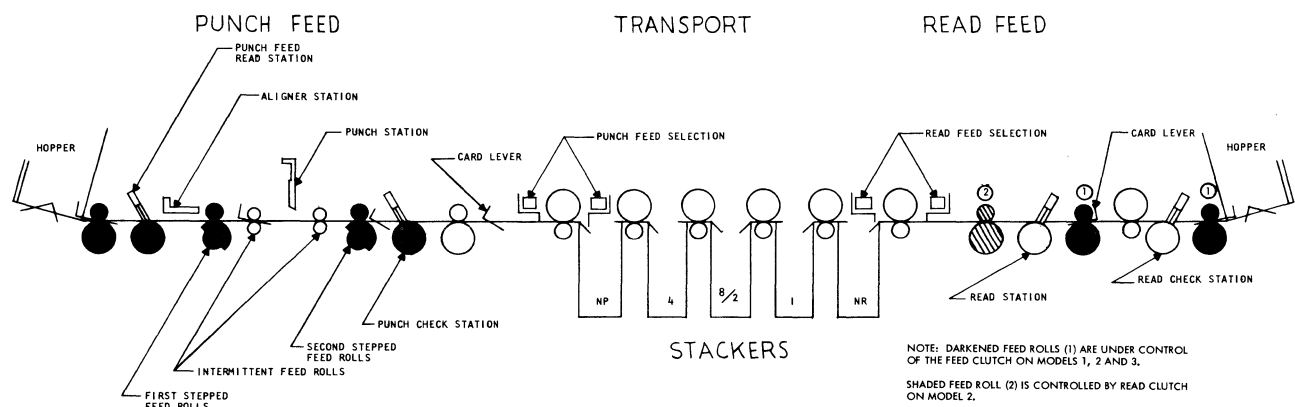 PUNCH FEED
TRANSPORT
READ FEED
PUNCH FEED
READ STATION
ALIGNER STATION
HOPPER
PUNCH STATION
CARD LEVER
PUNCH FEED SELECTION
READ FEED SELECTION
CARD LEVER
HOPPER
2
1
1
NP
4
8/2
1
NR
READ STATION
READ CHECK STATION
PUNCH CHECK STATION
SECOND STEPPED
FEED ROLLS
INTERMITTENT FEED ROLLS
FIRST STEPPED
FEED ROLLS
STACKERS
NOTE: DARKENED FEED ROLLS (1) ARE UNDER CONTROL
OF THE FEED CLUTCH ON MODELS 1, 2 AND 3.
SHADED FEED ROLL (2) IS CONTROLLED BY READ CLUTCH
ON MODEL 2.